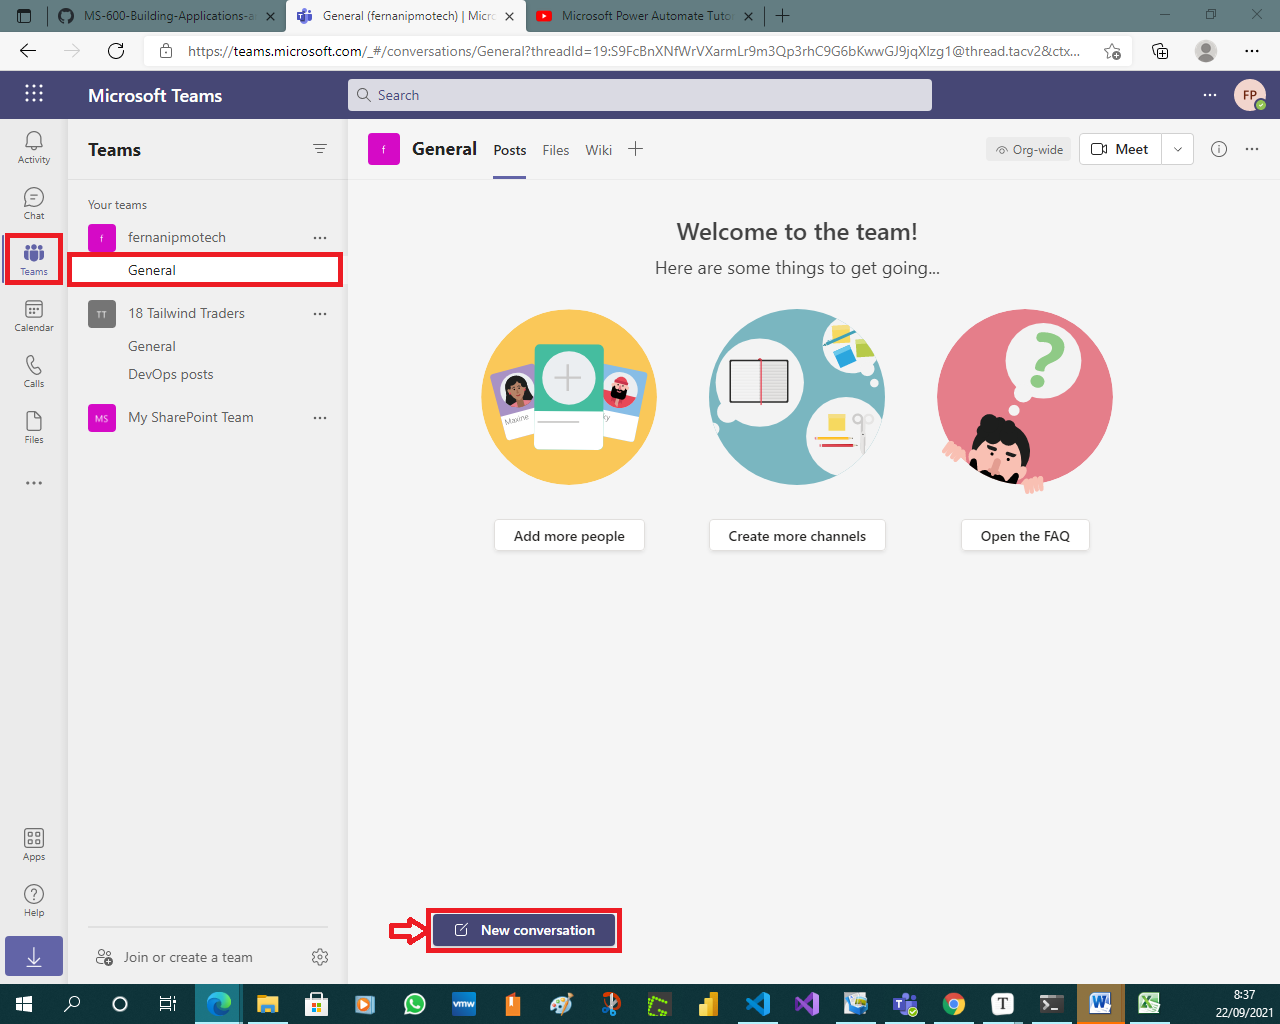 MS-600-Building-Applications-a
General (fernanipmotech) | Micro
Microsoft Power Automate Tuto
https://teams.microsoft.com/_#/conversations/General?threadId=19:S9FcBnXNfWrVXarmLr9m3Qp3rhC9G6bKwwGJ9jqXIzg1@thread.tacv2&ctx...
Microsoft Teams
Search
FP
Activity
Chat
Teams
Calendar
Calls
Files
Apps
Help
Teams
Your teams
f
fernanipmotech
General
TT
18 Tailwind Traders
General
DevOps posts
MS
My SharePoint Team
Join or create a team
f
General
Posts
Files
Wiki
Org-wide
Meet
Welcome to the team!
Here are some things to get going...
Maxine
ky
?
Add more people
Create more channels
Open the FAQ
New conversation
vmw
T
8:37
22/09/2021